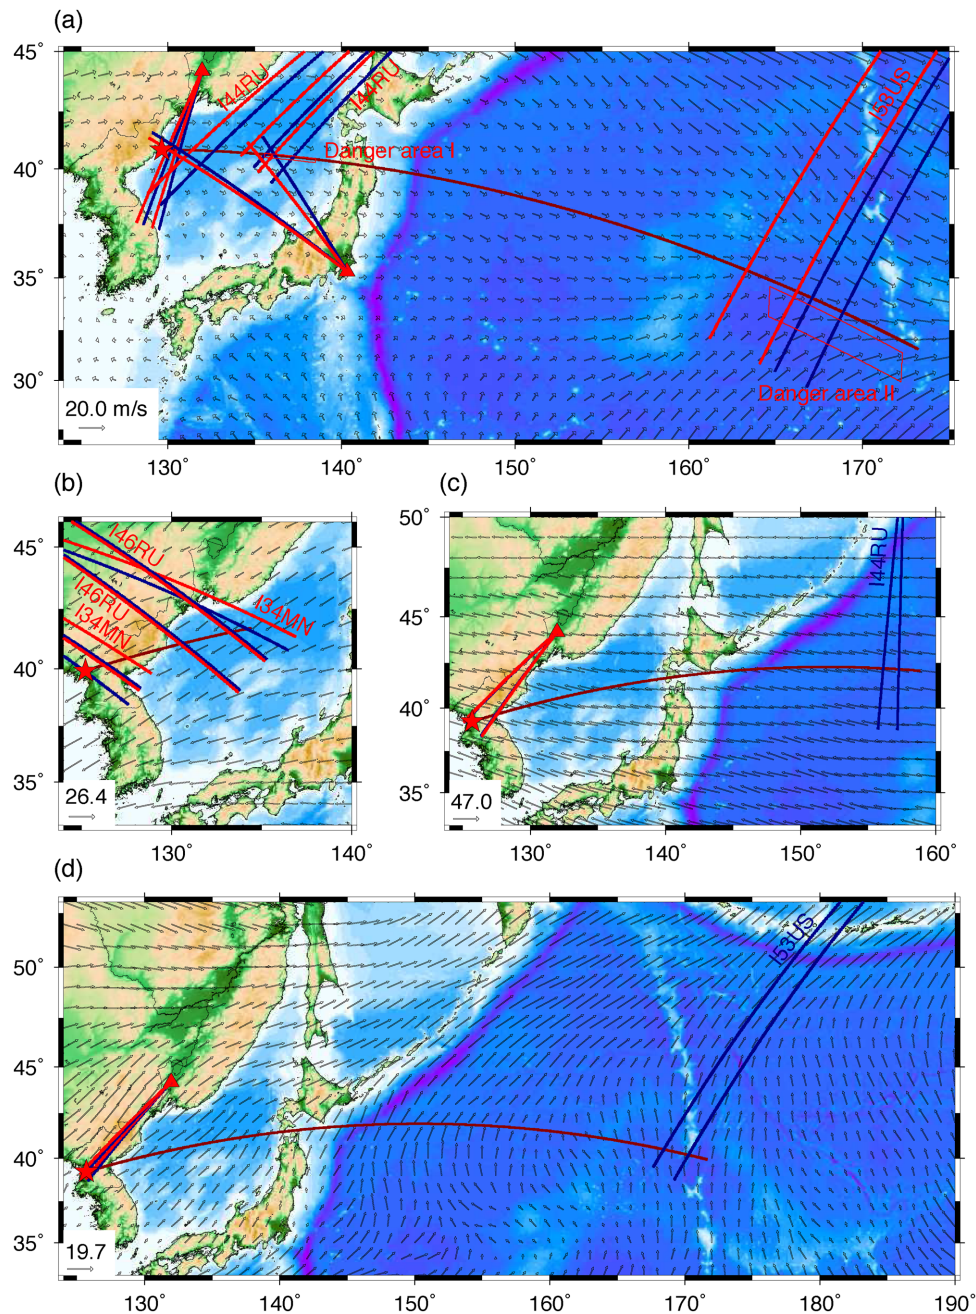 (a)
45°
I44RU
I44RU
I53US
Danger area I
40°
35°
30°
Danger area II
20.0 m/s
130°
140°
150°
160°
170°
(b)
(c)
45°
40°
35°
I46RU
I46RU
I34MN
I34MN
26.4
130°
140°
50°
45°
40°
35°
I44RU
47.0
130°
140°
150°
160°
(d)
50°
45°
40°
35°
I53US
19.7
130°
140°
150°
160°
170°
180°
190°